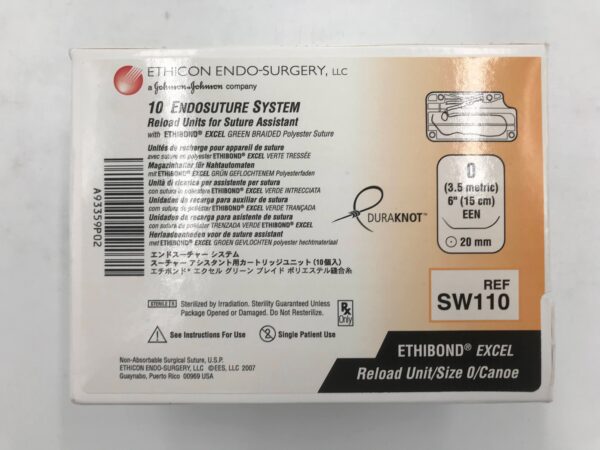 ETHICON ENDO-SURGERY, LLC
a Johnson & Johnson company
10 ENDOSUTURE SYSTEM
Reload Units for Suture Assistant
with ETHIBOND® EXCEL GREEN BRAIDED Polyester Suture
Unités de recharge pour appareil de suture
avec suture en polyester ETHIBOND® EXCEL VERTE TRESSÉE
Magazinhalter für Nahtautomaten
mit ETHIBOND® EXCEL GRÜN GEFLOCHTENEM Polyesterfaden
Unità di ricarica per assistente per sutura
con sutura in poliestere ETHIBOND® EXCEL VERDE INTRECCIATA
Unidades de recarga para auxiliar de sutura
com sutura de poliéster ETHIBOND® EXCEL VERDE TRANÇADA
Unidades de recarga para asistente de sutura
con sutura de poliéster TRENZADA VERDE ETHIBOND® EXCEL
Herlaadeenheden voor de suture assistant
met ETHIBOND® EXCEL GROEN GEVLOCHTEN polyester hechtmateriaal
エンドスーチャー システム
スーチャー アシスタント用カートリッジユニット (10個入)
エチボンド* エクセル グリーン ブレイド ポリエステル縫合糸
A93359P02
DURAKNOT™
0
(3.5 metric)
6" (15 cm)
EEN
20 mm
REF
SW110
STERILE R
Sterilized by Irradiation. Sterility Guaranteed Unless
Package Opened or Damaged. Do Not Resterilize.
Rx
Only
See Instructions For Use
2
Single Patient Use
Non-Absorbable Surgical Suture, U.S.P.
ETHICON ENDO-SURGERY, LLC ©EES, LLC 2007
Guaynabo, Puerto Rico 00969 USA
ETHIBOND® EXCEL
Reload Unit/Size 0/Canoe